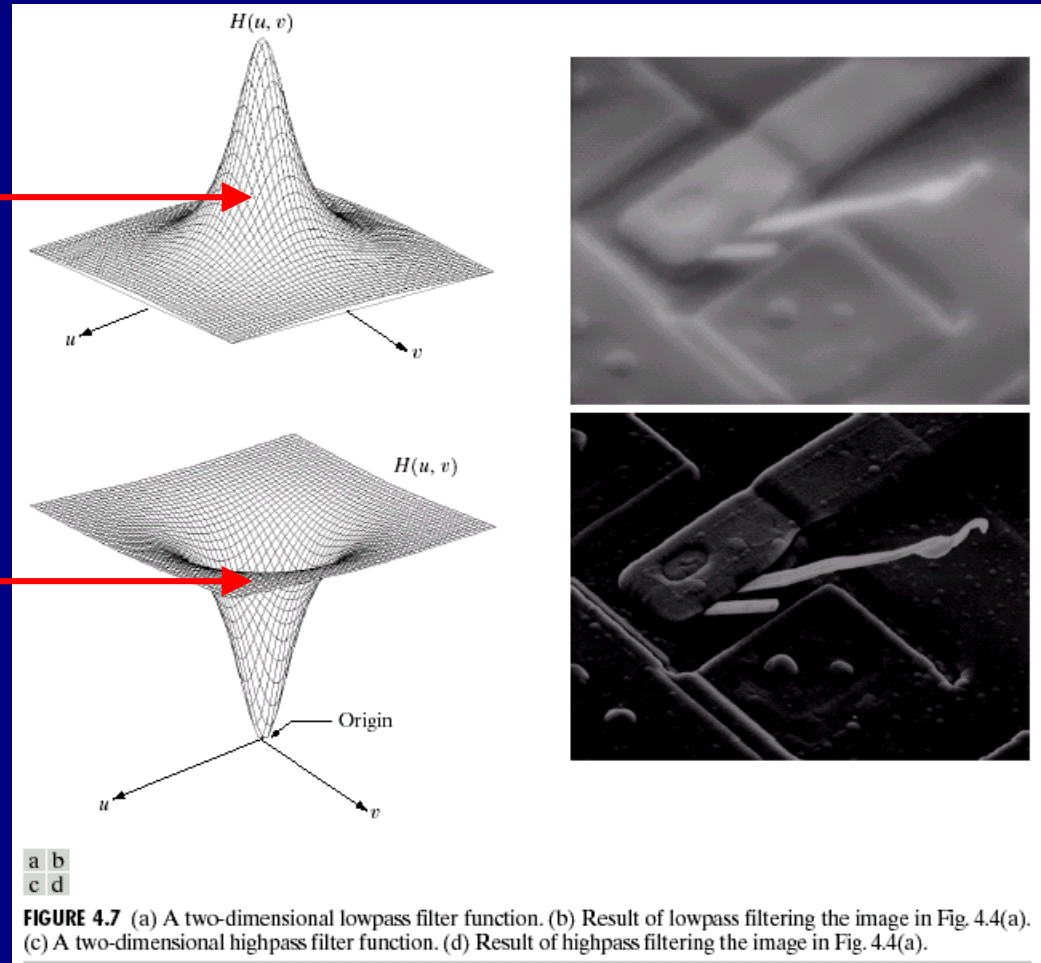 H(u, v)
u
v
H(u, v)
Origin
u
v
a b
c d
FIGURE 4.7 (a) A two-dimensional lowpass filter function. (b) Result of lowpass filtering the image in Fig. 4.4(a).
(c) A two-dimensional highpass filter function. (d) Result of highpass filtering the image in Fig. 4.4(a).